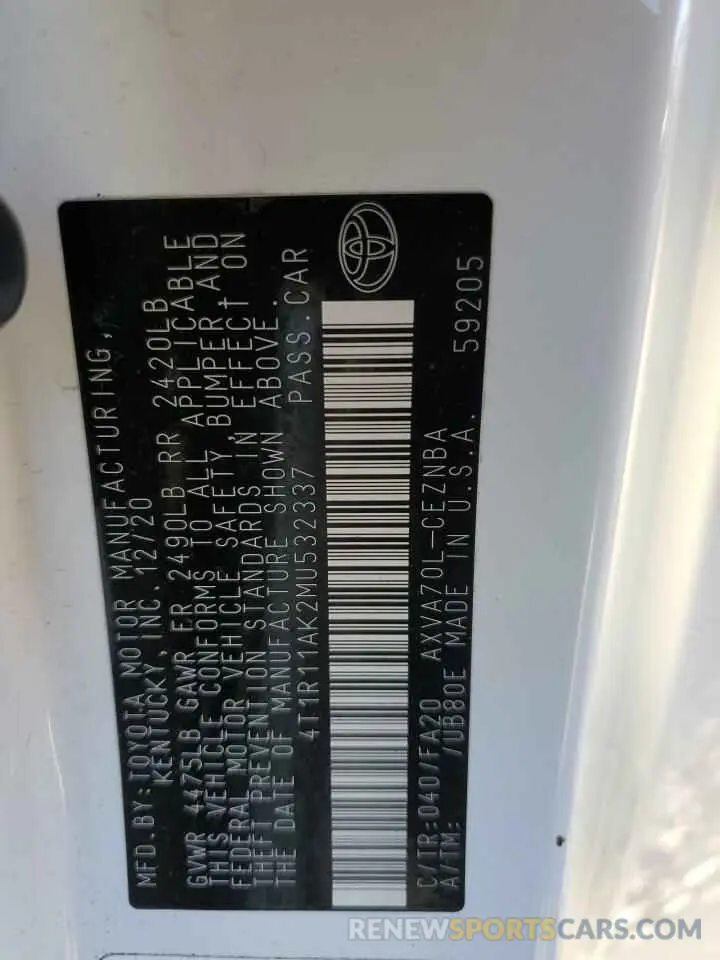 MFD. BY: TOYOTA MOTOR MANUFACTURING,
KENTUCKY, INC. 12/20
GVWR 4475LB GAWR FR 2490LB RR 2420LB
THIS VEHICLE CONFORMS TO ALL APPLICABLE
FEDERAL MOTOR VEHICLE SAFETY, BUMPER AND
THEFT PREVENTION STANDARDS IN EFFECT ON
THE DATE OF MANUFACTURE SHOWN ABOVE.
4T1R11AK2MU532337 PASS. CAR
C/TR: 040/FA20 AXVA70L-CEZNBA 59205
A/TM: /UB80E MADE IN U.S.A.
RENEWSPORTSCARS.COM